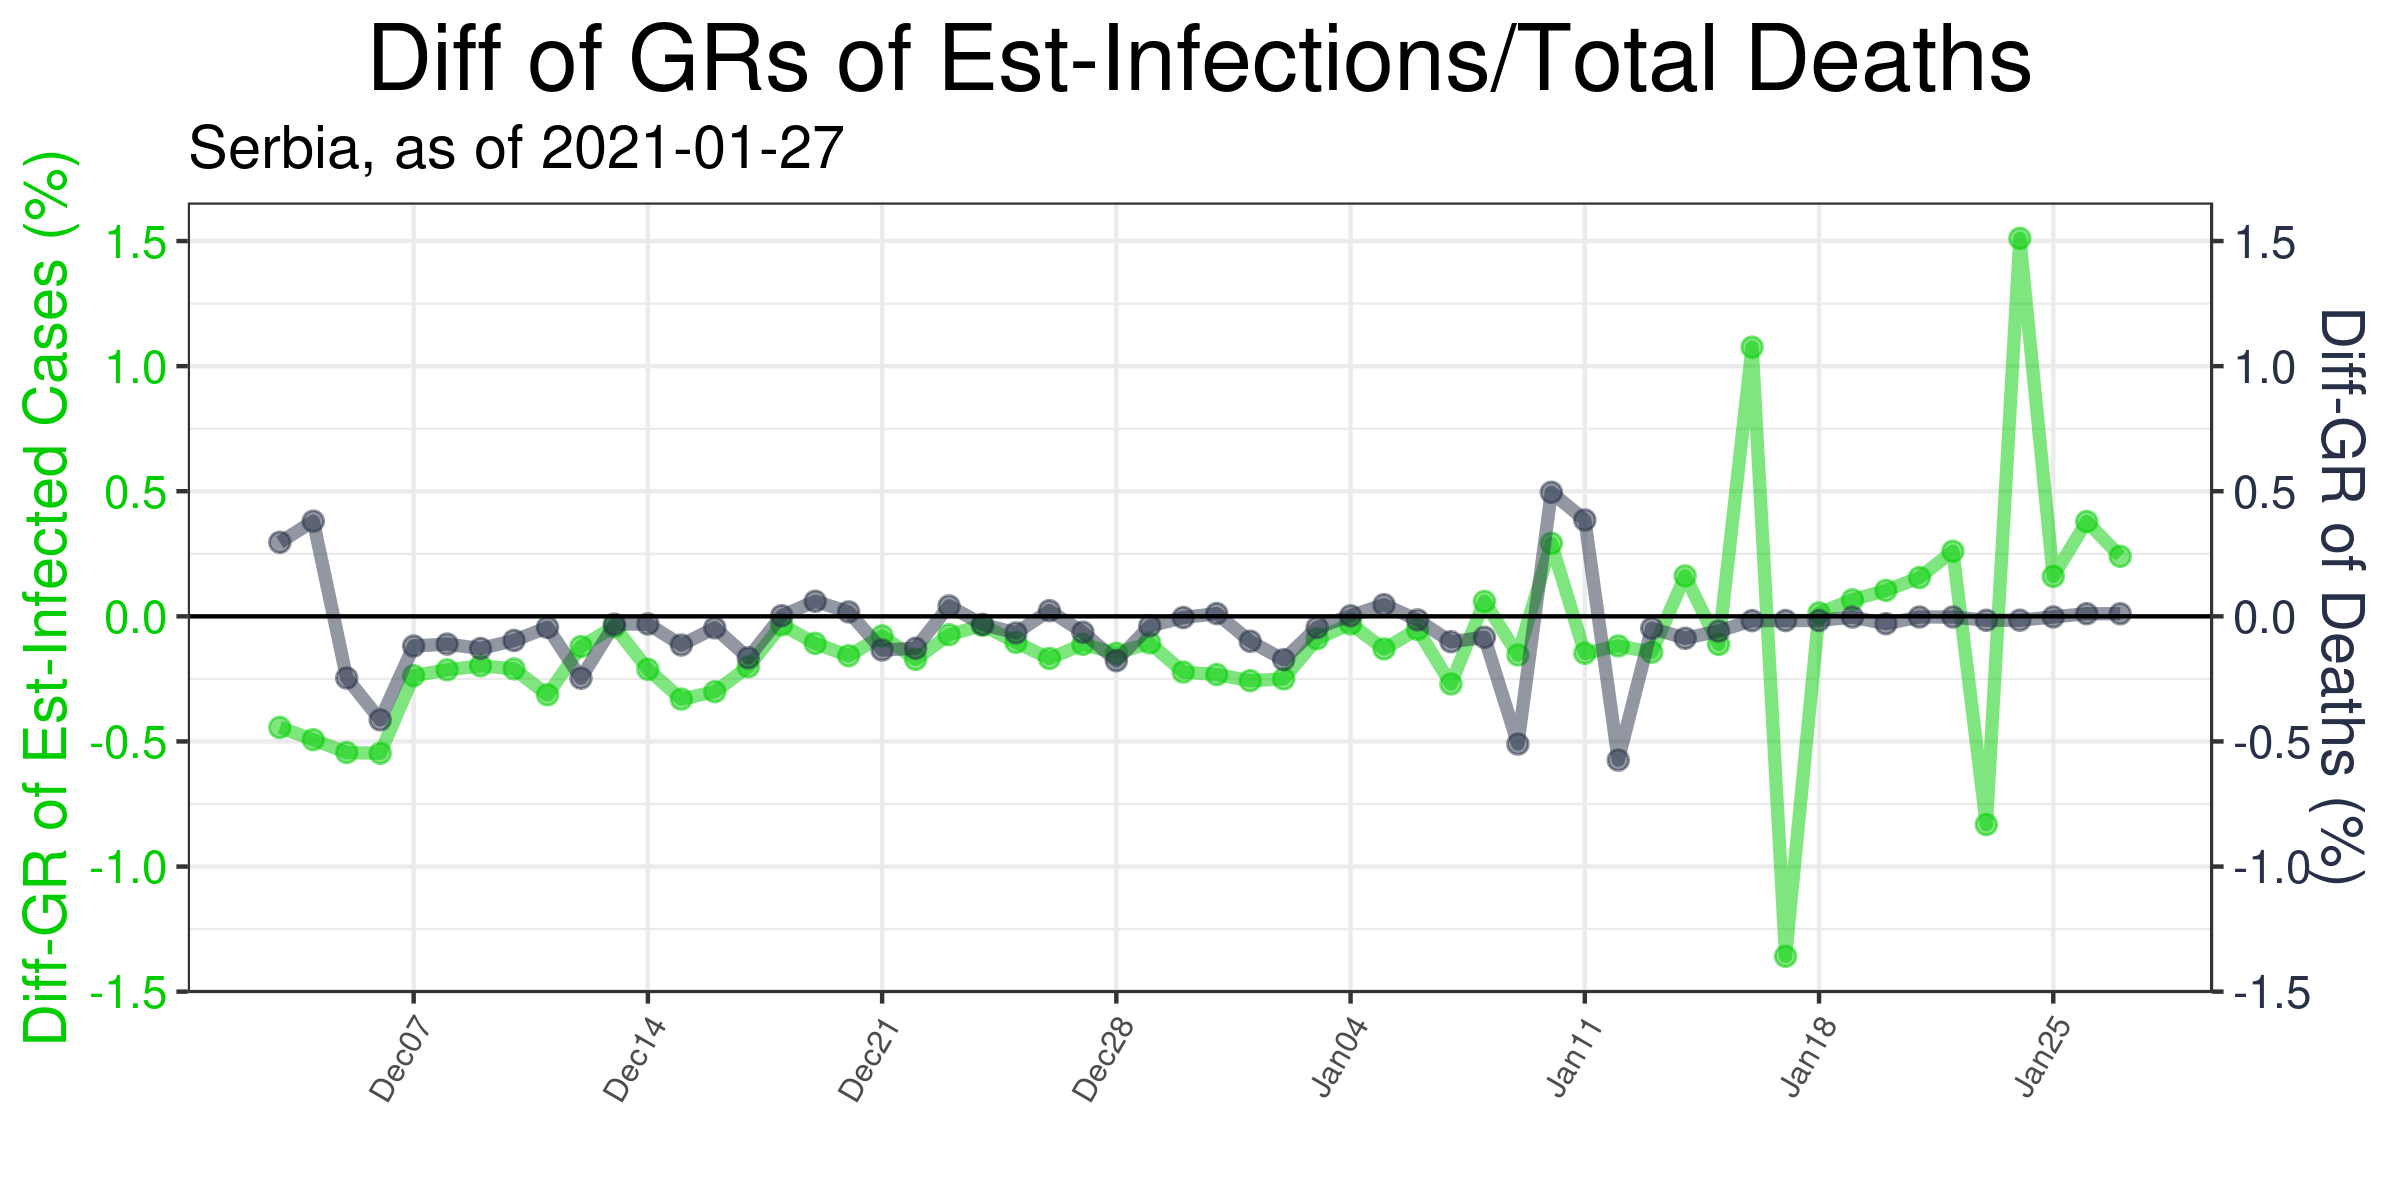 Diff of GRs of Est-Infections/Total Deaths
Serbia, as of 2021-01-27
Diff-GR of Est-Infected Cases (%)
1.5
1.0
0.5
0.0
-0.5
-1.0
-1.5
1.5
1.0
0.5
0.0
-0.5
-1.0
-1.5
Diff-GR of Deaths (%)
Dec07
Dec14
Dec21
Dec28
Jan04
Jan11
Jan18
Jan25